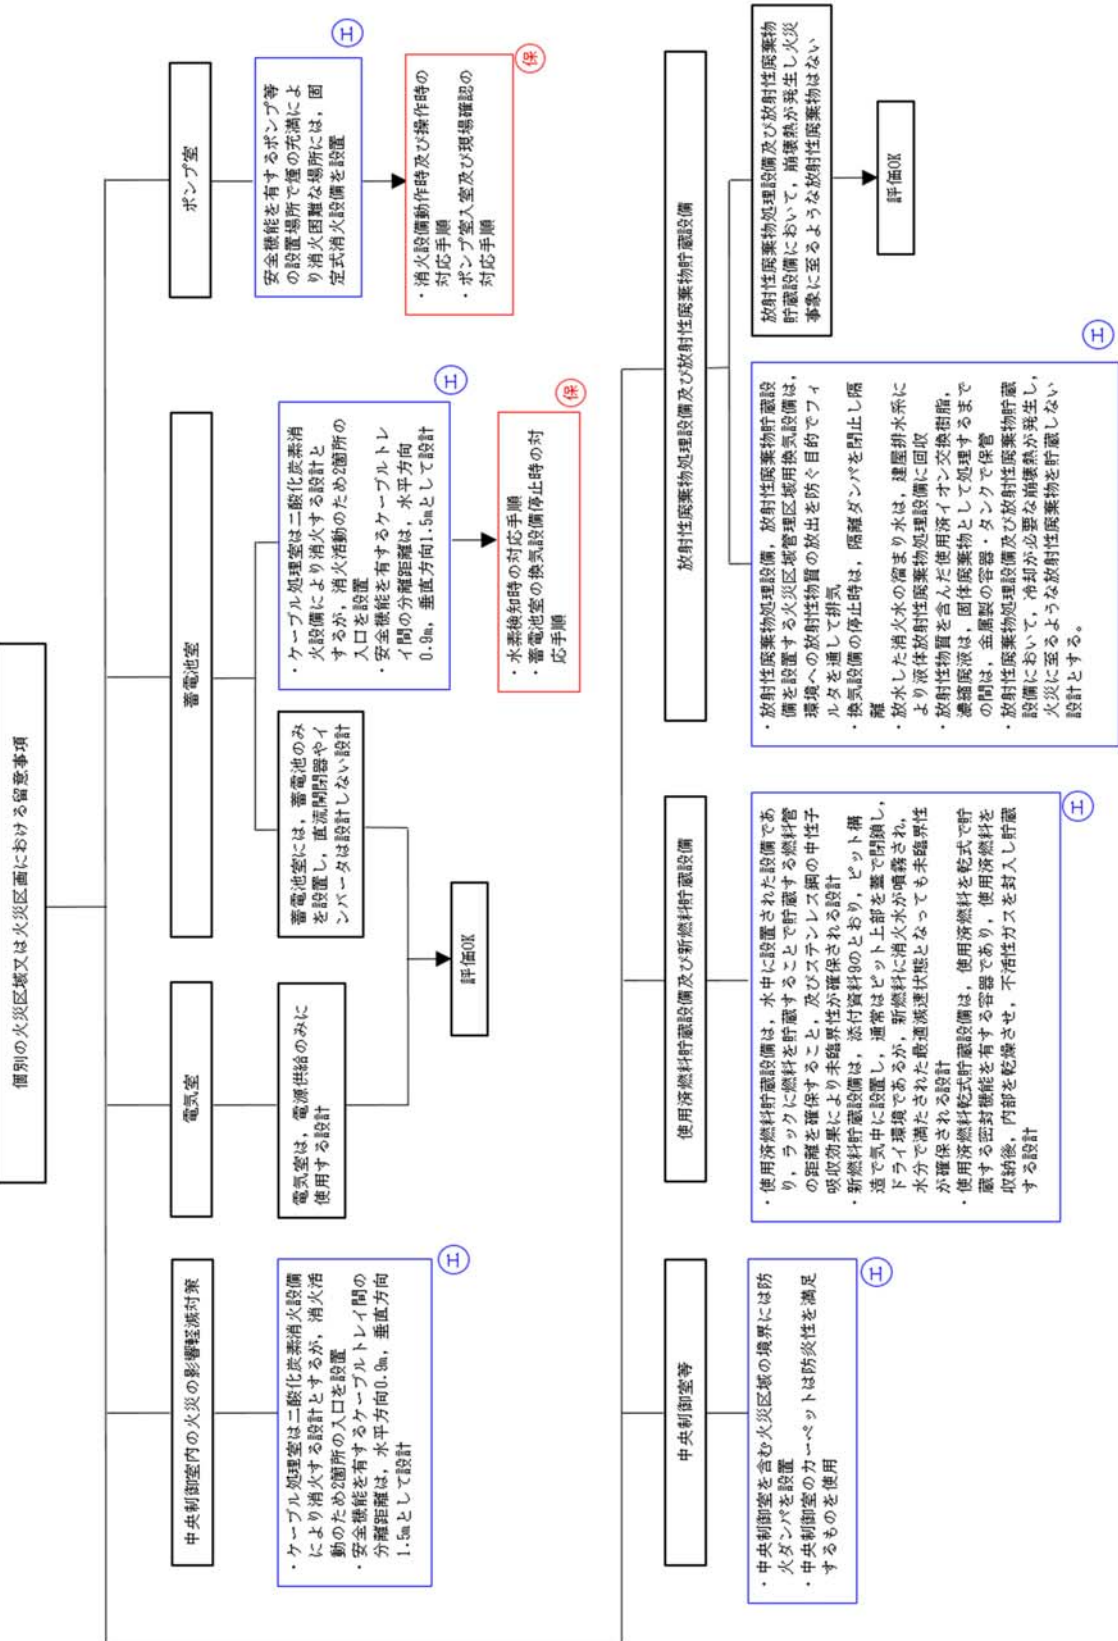 個別の火災区域又は火災区画における留意事項
中央制御室内の火災の影響軽減対策
・ケーブル処理室は二酸化炭素消火設備
により消火する設計とするが，消火活
動のため2箇所の入口を設置
・安全機能を有するケーブルトレイ間の
分離距離は，水平方向0.9m，垂直方向
1.5mとして設計
エ
電気室
電気室は，電源供給のみに
使用する設計
蓄電池室
蓄電池室には，蓄電池のみ
を設置し，直流開閉器やイ
ンバータは設計しない設計
評価OK
・ケーブル処理室は二酸化炭素消
火設備により消火する設計と
するが，消火活動のため2箇所の
入口を設置
・安全機能を有するケーブルトレ
イ間の分離距離は，水平方向
0.9m，垂直方向1.5mとして設計
エ
・水素検知時の対応手順
・蓄電池室の換気設備停止時の対
応手順
保
ポンプ室
安全機能を有するポンプ等
の設置場所で煙の充満によ
り消火困難な場所には，固
定式消火設備を設置
エ
・消火設備動作時及び操作時の
対応手順
・ポンプ室入室及び現場確認の
対応手順
保
中央制御室等
・中央制御室を含む火災区域の境界には防
火ダンパを設置
・中央制御室のカーペットは防炎性を満足
するものを使用
エ
使用済燃料貯蔵設備及び新燃料貯蔵設備
・使用済燃料貯蔵設備は，水中に設置された設備であ
り，ラックに燃料を貯蔵することで貯蔵する燃料管
の距離を確保すること，及びステンレス鋼の中性子
吸収効果により未臨界性が確保される設計
・新燃料貯蔵設備は，添付資料9のとおり，ピット構
造で気中に設置し，通常はピット上部を蓋で閉鎖し，
ドライ環境であるが，新燃料に消火水が噴霧され，
水分で満たされた最適減速状態となっても未臨界性
が確保される設計
・使用済燃料乾式貯蔵設備は，使用済燃料を乾式で貯
蔵する密封機能を有する容器であり，使用済燃料を
収納後，内部を乾燥させ，不活性ガスを封入し貯蔵
する設計
エ
放射性廃棄物処理設備及び放射性廃棄物貯蔵設備
・放射性廃棄物処理設備，放射性廃棄物貯蔵設
備を設置する火災区域管理区域用換気設備は，
環境への放射性物質の放出を防ぐ目的でフィ
ルタを通して排気
・換気設備の停止時は，隔離ダンパを閉止し隔
離
・放水した消火水の溜まり水は，建屋排水系に
より液体放射性廃棄物処理設備に回収
・放射性物質を含んだ使用済イオン交換樹脂，
濃縮廃液は，固体廃棄物として処理するまで
の間は，金属製の容器・タンクで保管
・放射性廃棄物処理設備及び放射性廃棄物貯蔵
設備において，冷却が必要な崩壊熱が発生し，
火災に至るような放射性廃棄物を貯蔵しない
設計とする。
エ
放射性廃棄物処理設備及び放射性廃棄物
貯蔵設備において，崩壊熱が発生し火災
事象に至るような放射性廃棄物はない
評価OK